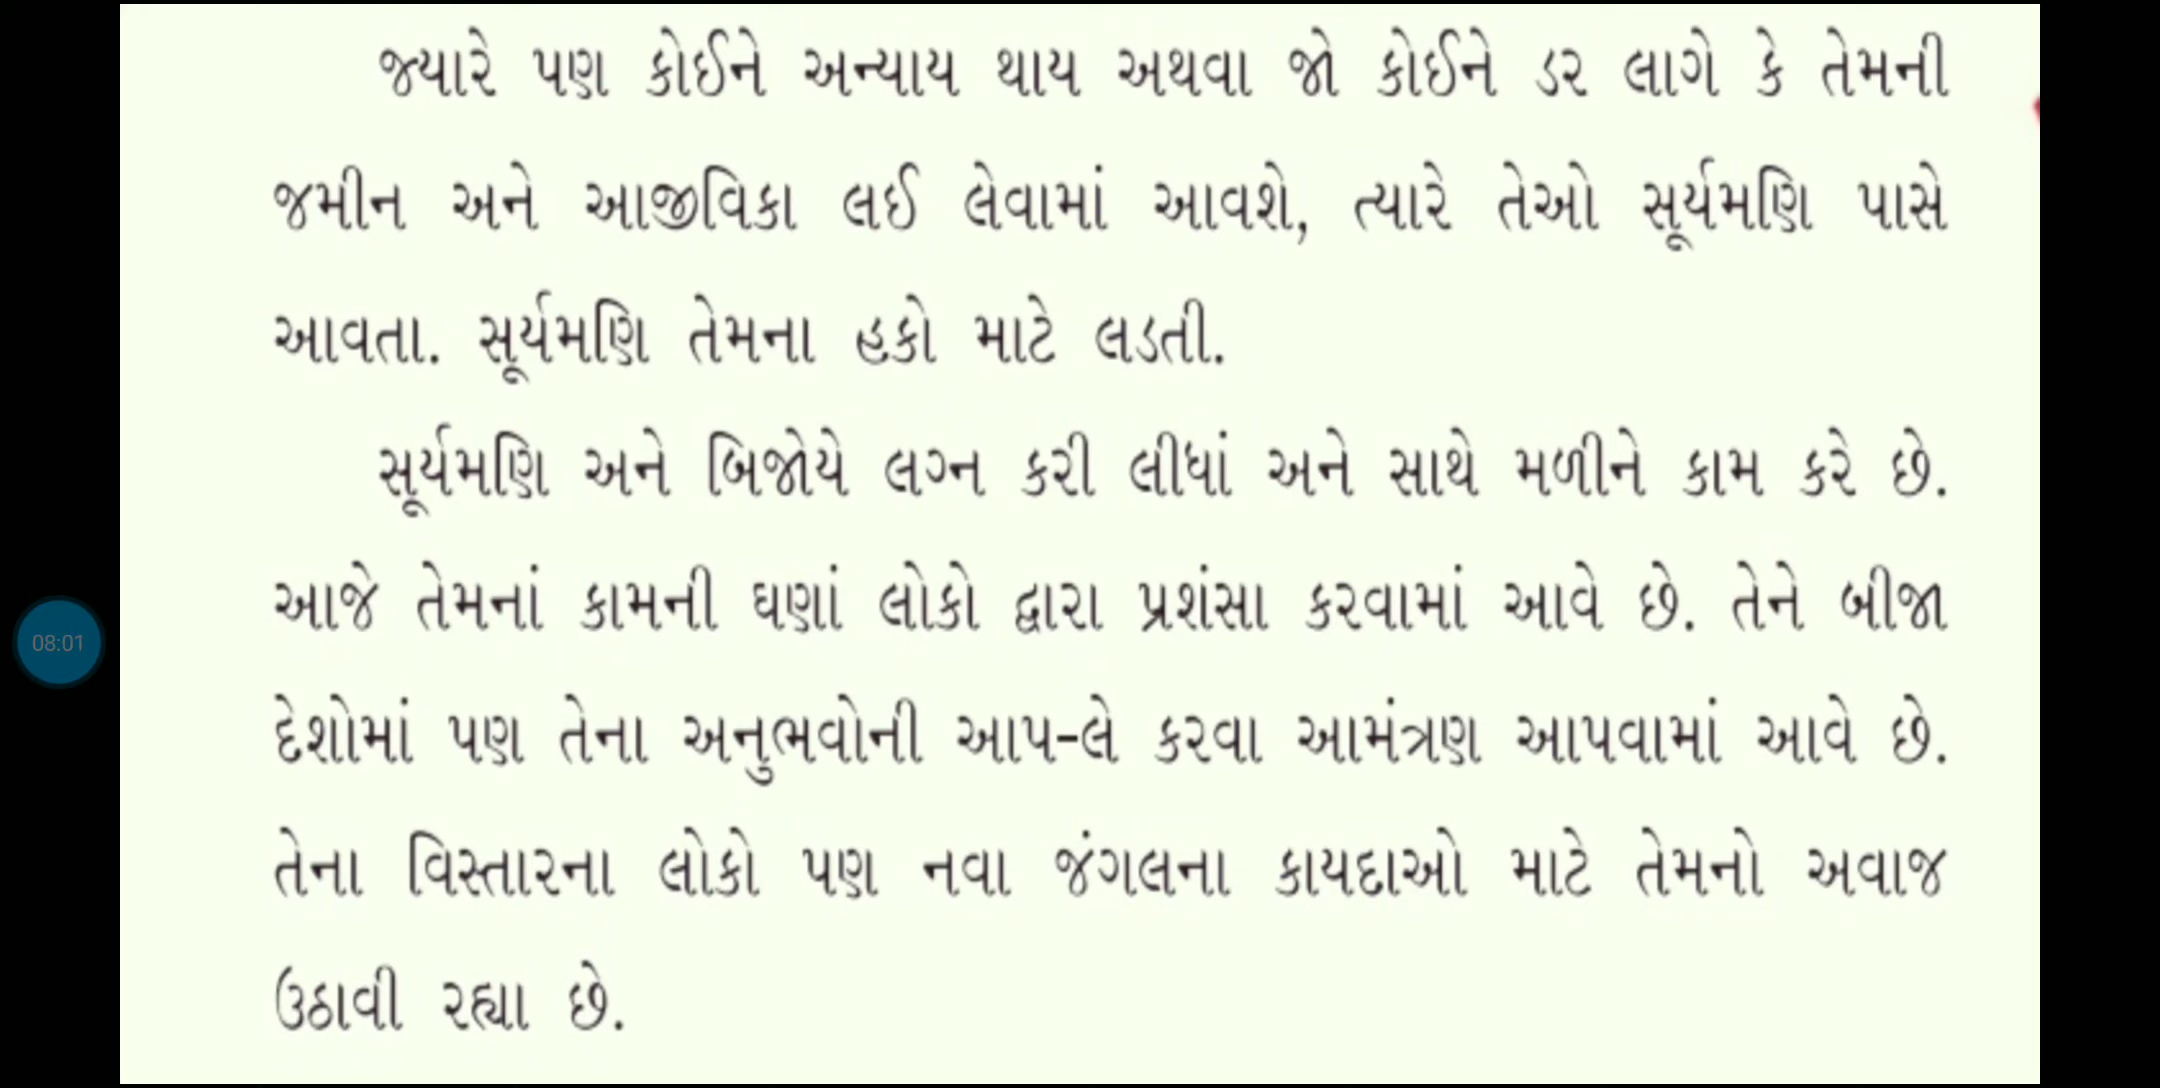 જ્યારે પણ કોઈને અન્યાય થાય અથવા જો કોઈને ડર લાગે કે તેમની
જમીન અને આજીવિકા લઈ લેવામાં આવશે, ત્યારે તેઓ સૂર્યમણિ પાસે
આવતા. સૂર્યમણિ તેમના હકો માટે લડતી.
સૂર્યમણિ અને બિજોયે લગ્ન કરી લીધાં અને સાથે મળીને કામ કરે છે.
આજે તેમનાં કામની ઘણાં લોકો દ્વારા પ્રશંસા કરવામાં આવે છે. તેને બીજા
દેશોમાં પણ તેના અનુભવોની આપ-લે કરવા આમંત્રણ આપવામાં આવે છે.
તેના વિસ્તારના લોકો પણ નવા જંગલના કાયદાઓ માટે તેમનો અવાજ
ઉઠાવી રહ્યા છે.
08:01